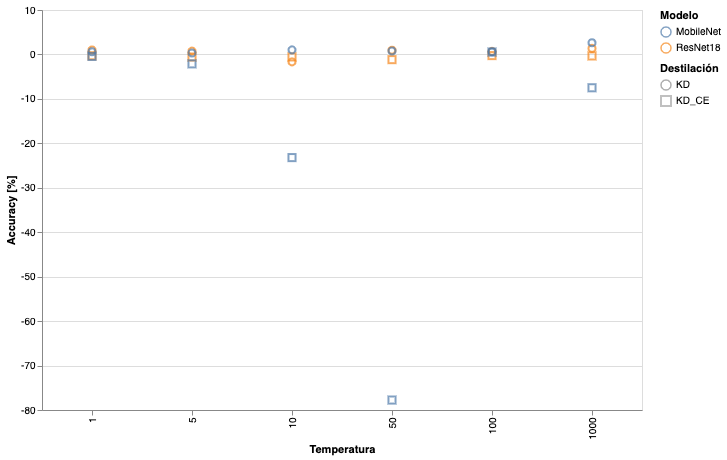 10
0
-10
-20
-30
-40
-50
-60
-70
-80
Accuracy [%]
1
5
10
50
100
1000
Temperatura
Modelo
MobileNet
ResNet18
Destilación
KD
KD_CE